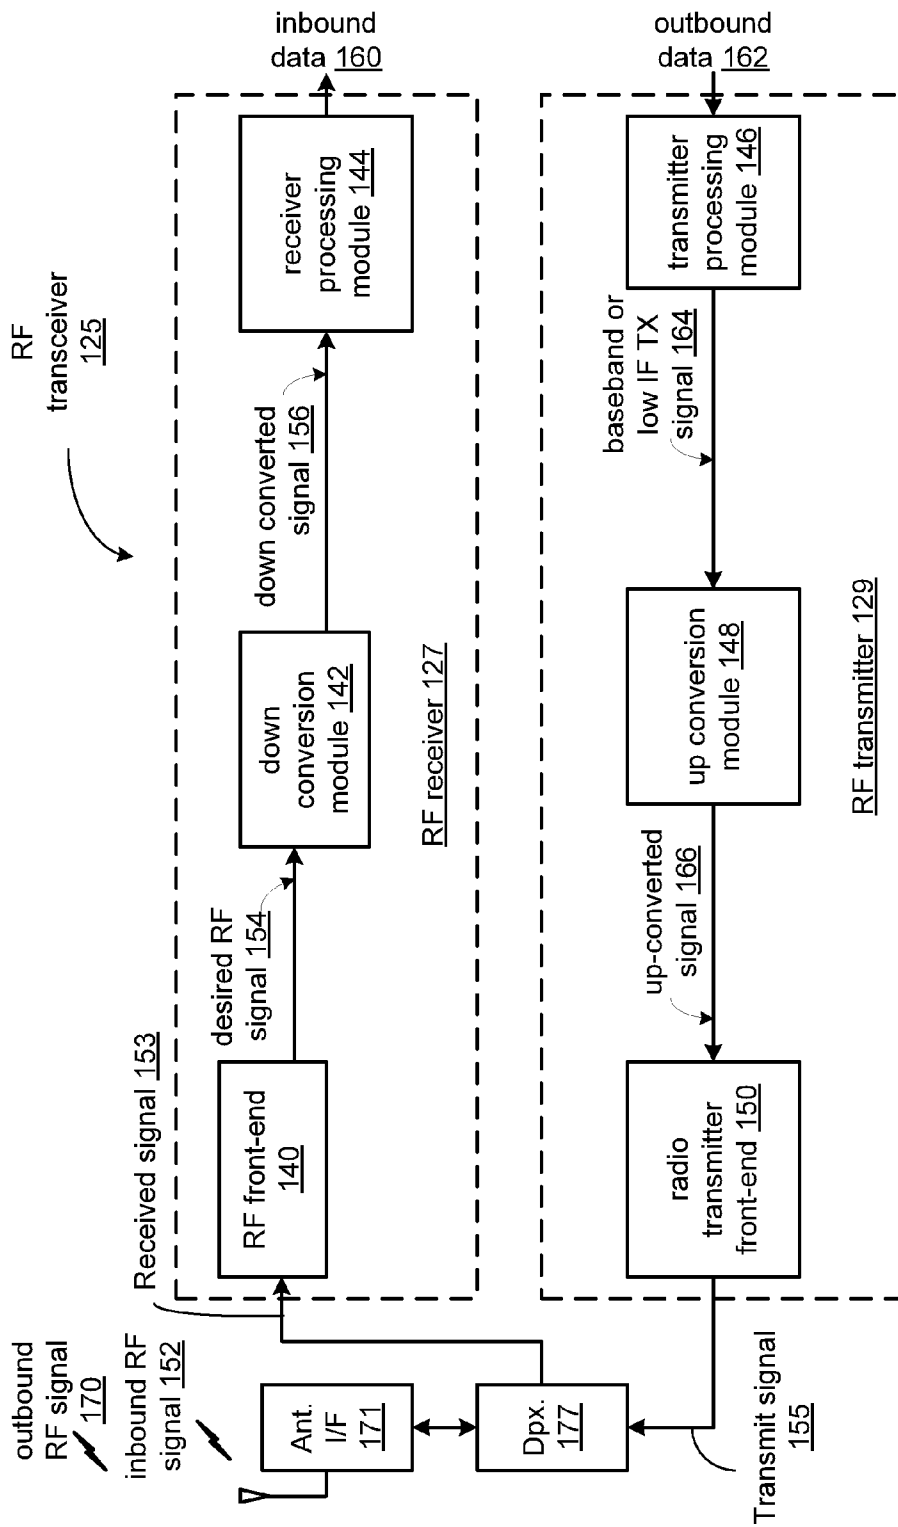 RF
transceiver
125
outbound
RF signal
170
inbound RF
signal 152
Received signal 153
Ant.
I/F
171
Dpx.
177
Transmit signal
155
RF front-end
140
desired RF
signal 154
down
conversion
module 142
down converted
signal 156
receiver
processing
module 144
inbound
data 160
RF receiver 127
radio
transmitter
front-end 150
up-converted
signal 166
up conversion
module 148
baseband or
low IF TX
signal 164
transmitter
processing
module 146
outbound
data 162
RF transmitter 129